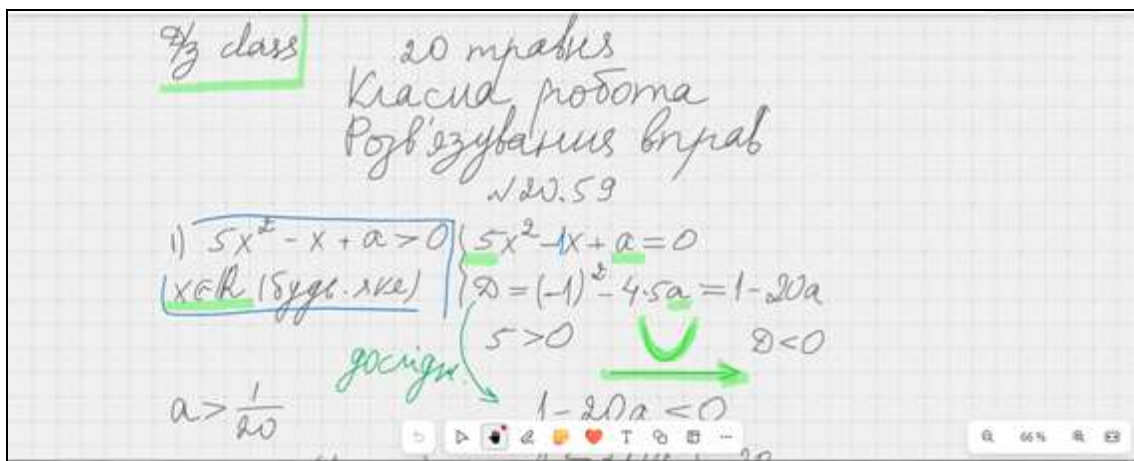 д/з class
20 травня
Класна робота
Розв'язування вправ
№20.59
1) 5x² - x + a > 0
x∈R (будь-яке)
5x² - 1x + a = 0
D = (-1)² - 4·5a = 1 - 20a
5 > 0
D < 0
дослідж.
1 - 20a < 0
a > 1/20
T
66 %